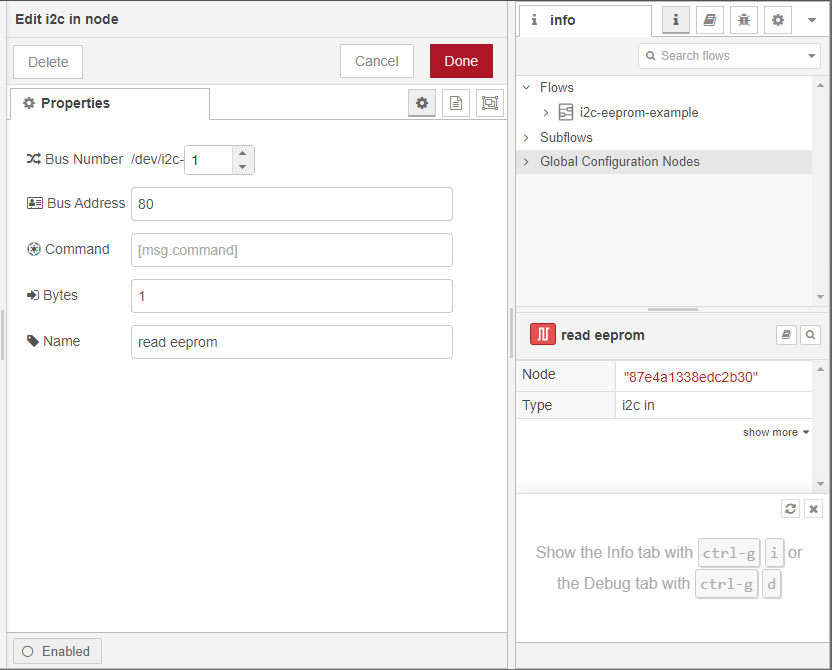 Edit i2c in node
Delete
Cancel
Done
Properties
Bus Number /dev/i2c- 1
Bus Address 80
Command [msg.command]
Bytes 1
Name read eeprom
Enabled
info
Search flows
Flows
i2c-eeprom-example
Subflows
Global Configuration Nodes
read eeprom
Node "87e4a1338edc2b30"
Type i2c in
show more
Show the Info tab with ctrl-g i or
the Debug tab with ctrl-g d